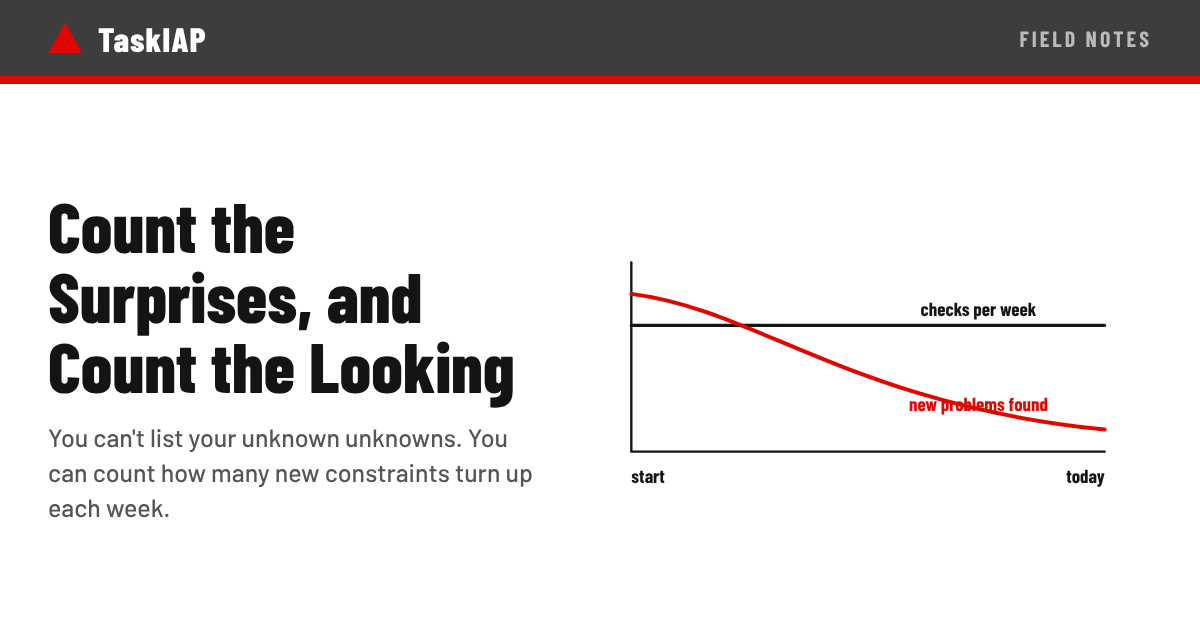 TaskIAP
FIELD NOTES
Count the
Surprises, and
Count the Looking
You can't list your unknown unknowns. You
can count how many new constraints turn up
each week.
checks per week
new problems found
start
today